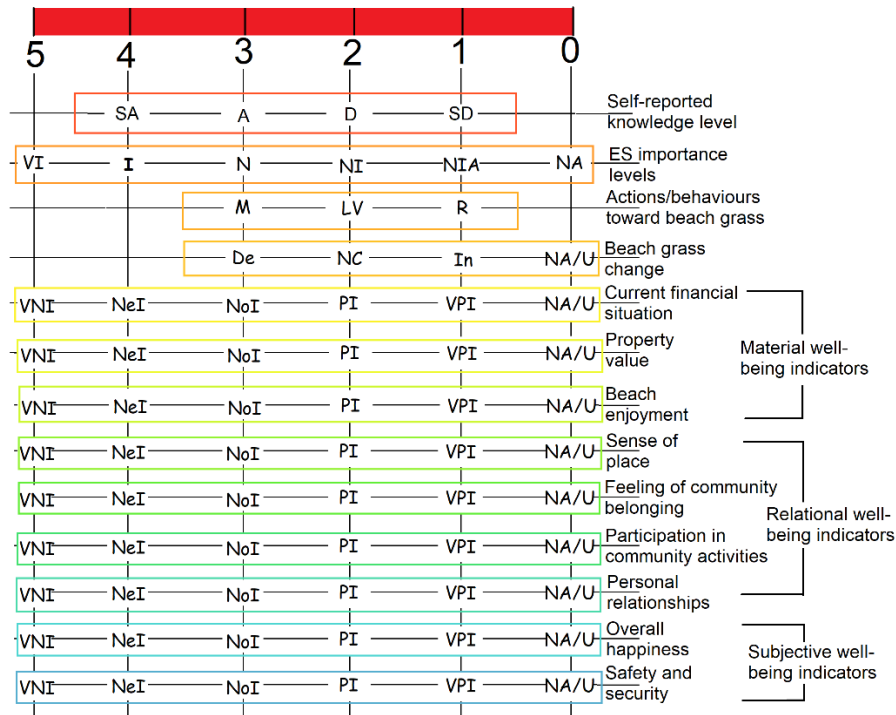 5 4 3 2 1 0
SA A D SD Self-reported
knowledge level
VI I N NI NIA NA ES importance
levels
M LV R Actions/behaviours
toward beach grass
De NC In NA/U Beach grass
change
VNI NeI NoI PI VPI NA/U Current financial
situation
VNI NeI NoI PI VPI NA/U Property
value
Material well-
being indicators
VNI NeI NoI PI VPI NA/U Beach
enjoyment
VNI NeI NoI PI VPI NA/U Sense of
place
VNI NeI NoI PI VPI NA/U Feeling of community
belonging
Relational well-
being indicators
VNI NeI NoI PI VPI NA/U Participation in
community activities
VNI NeI NoI PI VPI NA/U Personal
relationships
VNI NeI NoI PI VPI NA/U Overall
happiness
Subjective well-
being indicators
VNI NeI NoI PI VPI NA/U Safety and
security